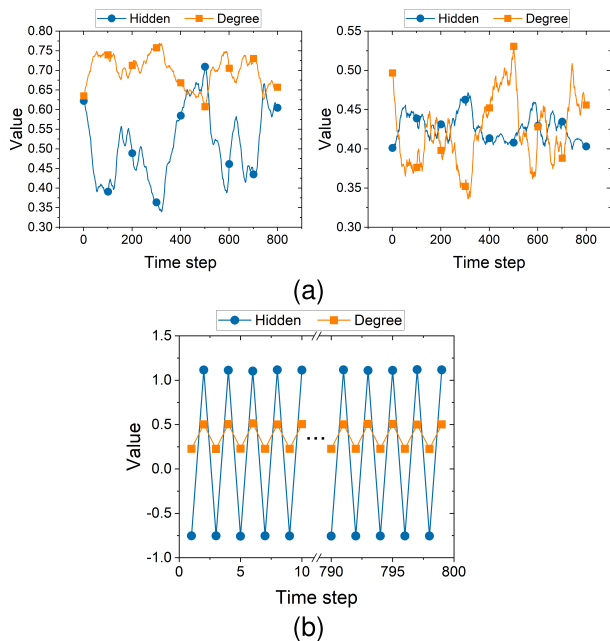 Hidden Degree
0.80
0.75
0.70
0.65
0.60
0.55
0.50
0.45
0.40
0.35
0.30
Value
0 200 400 600 800
Time step
Hidden Degree
0.55
0.50
0.45
0.40
0.35
0.30
Value
0 200 400 600 800
Time step
(a)
Hidden Degree
1.5
1.0
0.5
0.0
-0.5
-1.0
Value
...
0 5 10 790 795 800
Time step
(b)